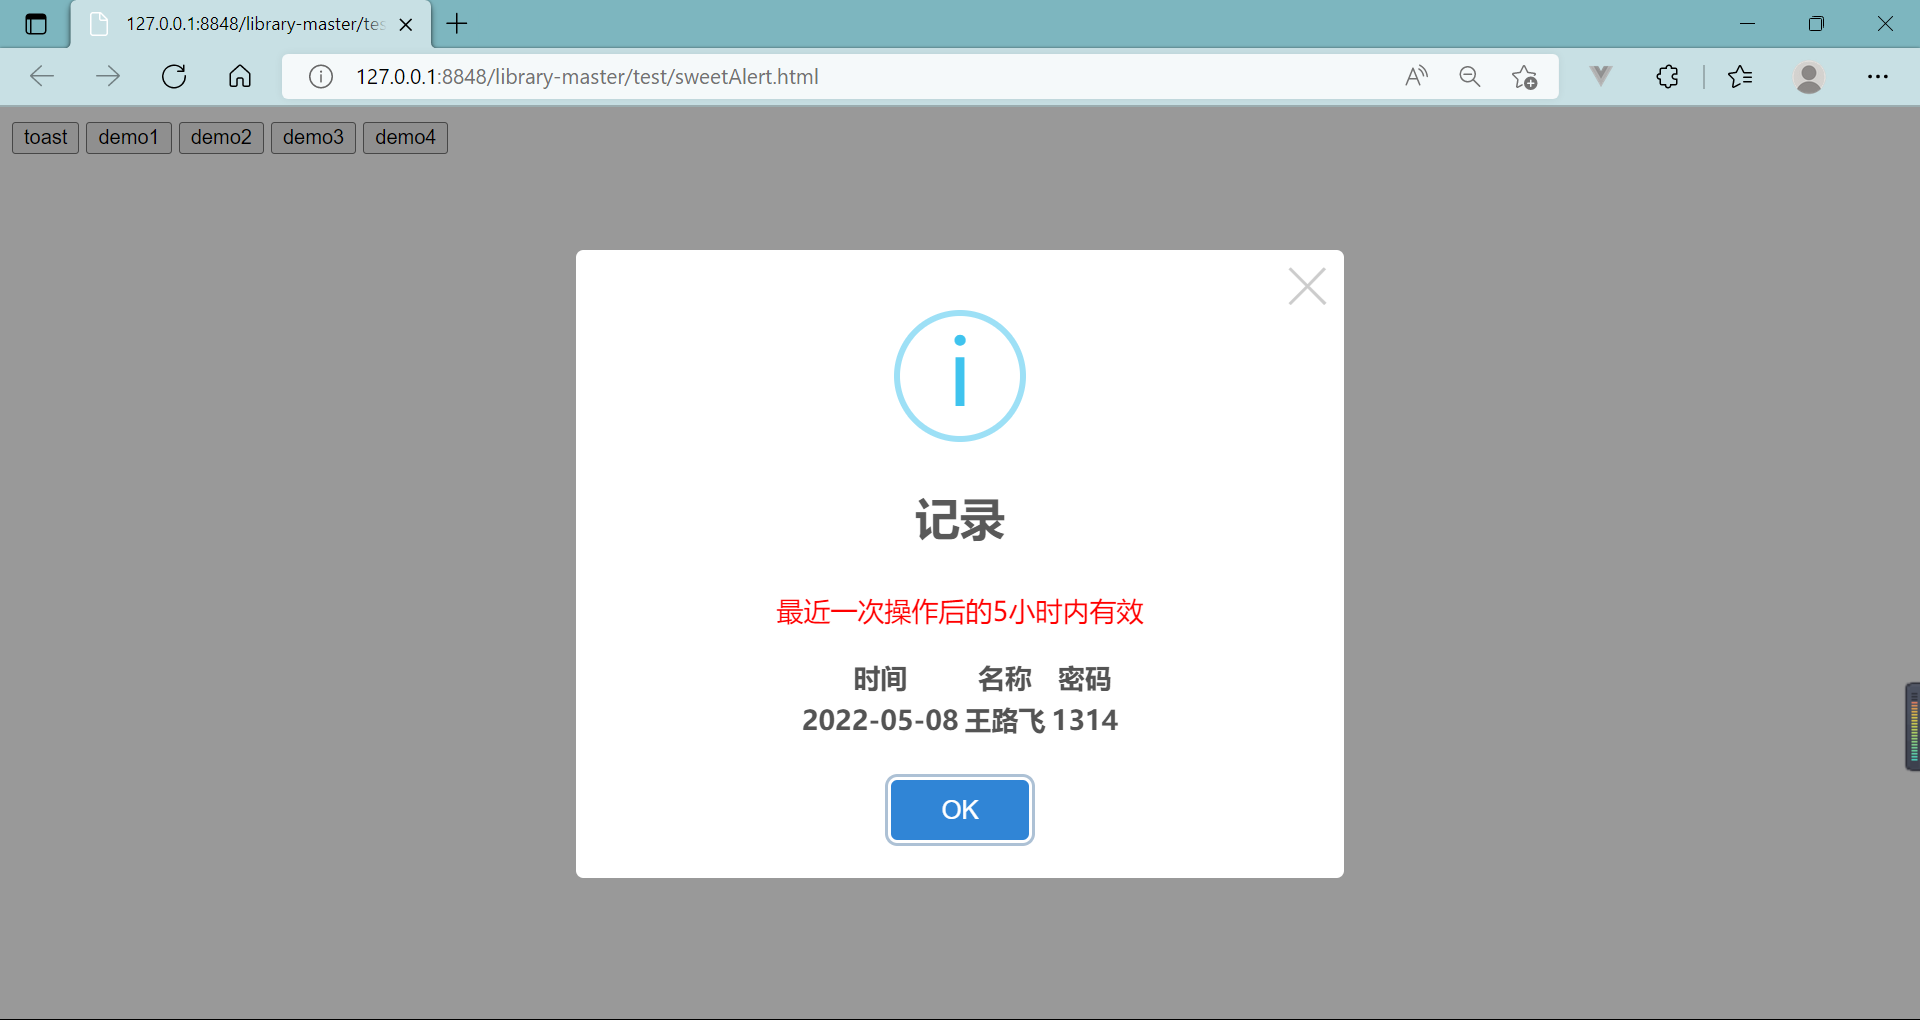 127.0.0.1:8848/library-master/tes
127.0.0.1:8848/library-master/test/sweetAlert.html
toast demo1 demo2 demo3 demo4
记录
最近一次操作后的5小时内有效
时间 名称 密码
2022-05-08 王路飞 1314
OK